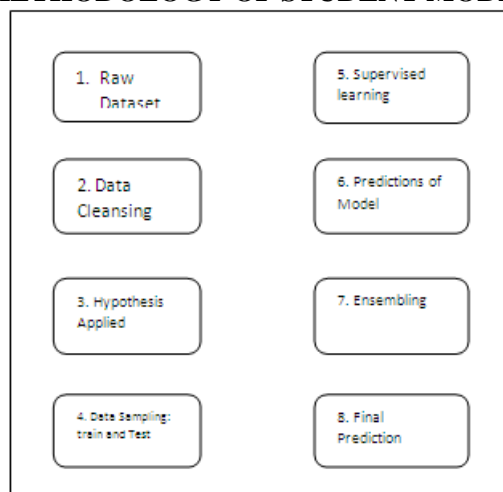 METHODOLOGY OF STUDENT MOD
1. Raw
Dataset
2. Data
Cleansing
3. Hypothesis
Applied
4. Data Sampling:
train and Test
5. Supervised
learning
6. Predictions of
Model
7. Ensembling
8. Final
Prediction